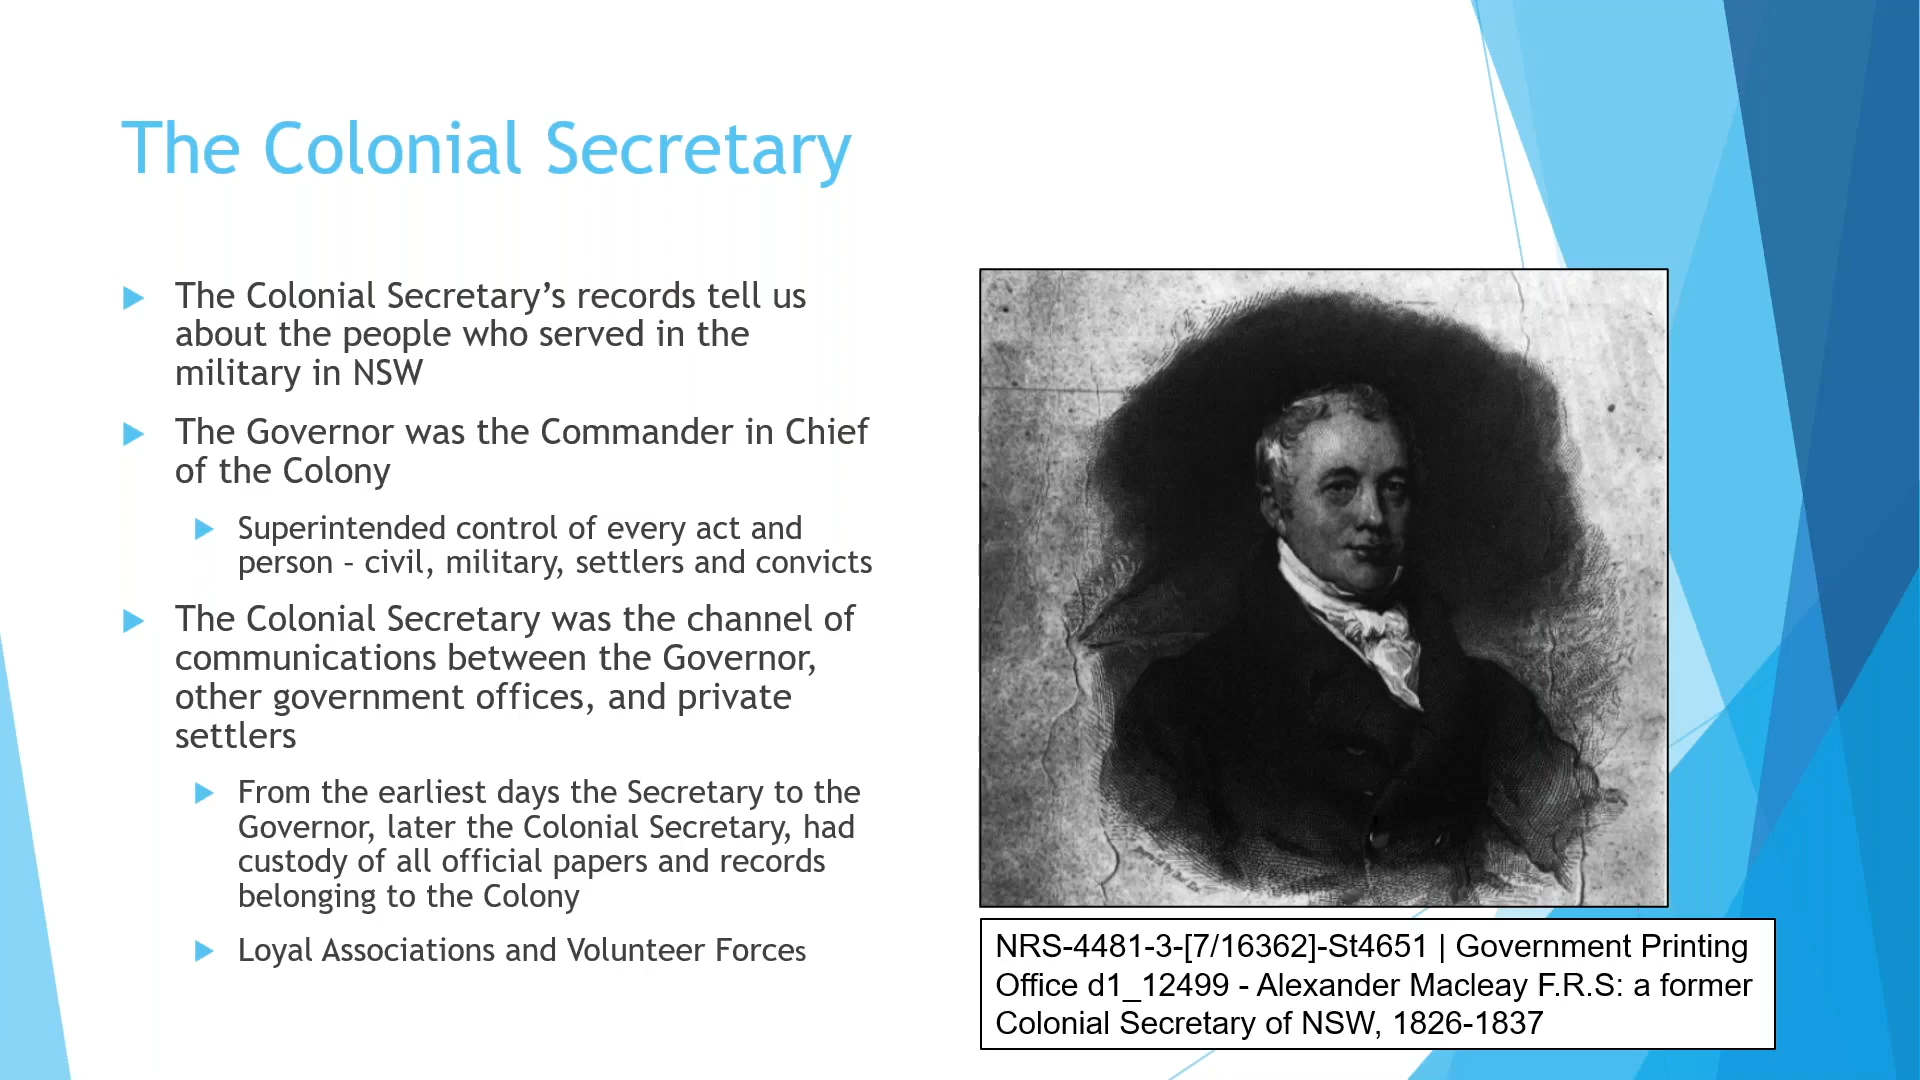 The Colonial Secretary
The Colonial Secretary’s records tell us
about the people who served in the
military in NSW
The Governor was the Commander in Chief
of the Colony
Superintended control of every act and
person – civil, military, settlers and convicts
The Colonial Secretary was the channel of
communications between the Governor,
other government offices, and private
settlers
From the earliest days the Secretary to the
Governor, later the Colonial Secretary, had
custody of all official papers and records
belonging to the Colony
Loyal Associations and Volunteer Forces
NRS-4481-3-[7/16362]-St4651 | Government Printing
Office d1_12499 - Alexander Macleay F.R.S: a former
Colonial Secretary of NSW, 1826-1837